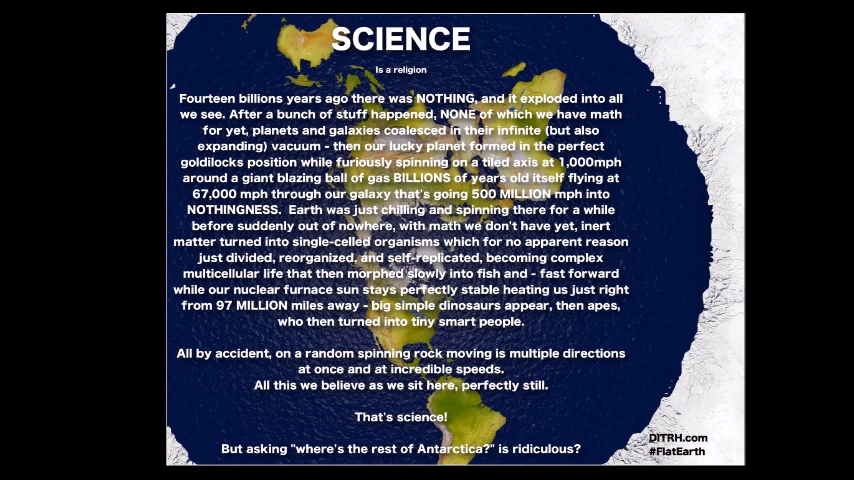 SCIENCE
Is a religion
Fourteen billions years ago there was NOTHING, and it exploded into all
we see. After a bunch of stuff happened, NONE of which we have math
for yet, planets and galaxies coalesced in their infinite (but also
expanding) vacuum - then our lucky planet formed in the perfect
goldilocks position while furiously spinning on a tiled axis at 1,000mph
around a giant blazing ball of gas BILLIONS of years old itself flying at
67,000 mph through our galaxy that's going 500 MILLION mph into
NOTHINGNESS. Earth was just chilling and spinning there for a while
before suddenly out of nowhere, with math we don't have yet, inert
matter turned into single-celled organisms which for no apparent reason
just divided, reorganized, and self-replicated, becoming complex
multicellular life that then morphed slowly into fish and - fast forward
while our nuclear furnace sun stays perfectly stable heating us just right
from 97 MILLION miles away - big simple dinosaurs appear, then apes,
who then turned into tiny smart people.
All by accident, on a random spinning rock moving is multiple directions
at once and at incredible speeds.
All this we believe as we sit here, perfectly still.
That's science!
But asking "where's the rest of Antarctica?" is ridiculous?
DITRH.com
#FlatEarth